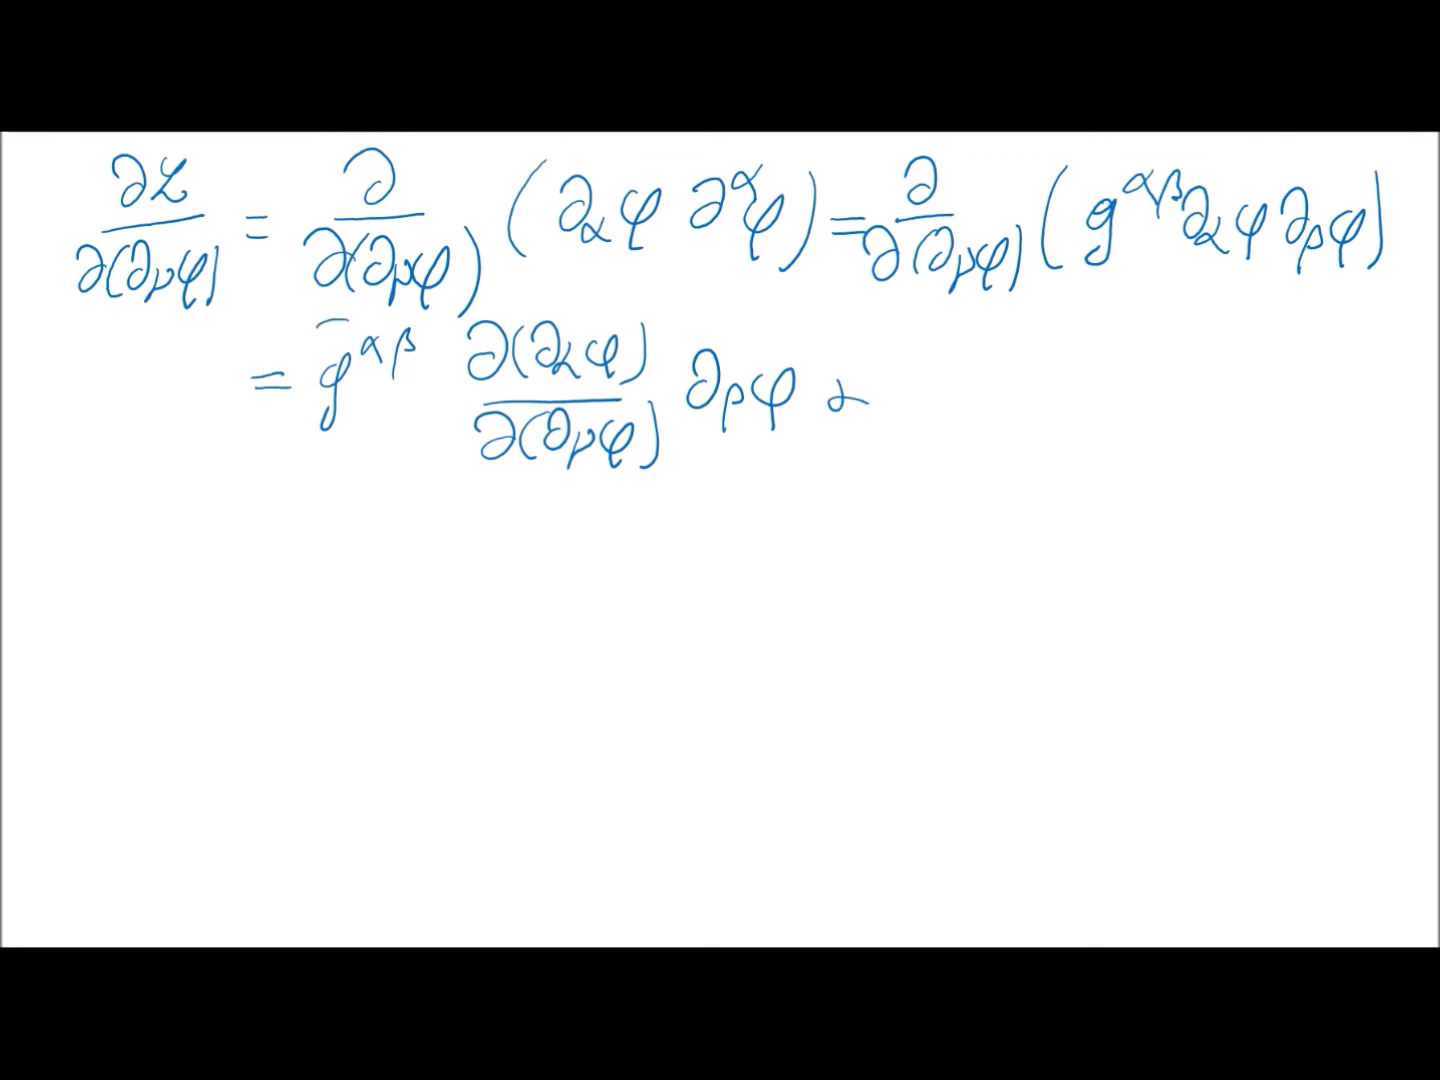 ∂ℒ/∂(∂_μφ) = ∂/∂(∂_μφ) (∂_αφ ∂^αφ) = ∂/∂(∂_μφ) (g^{αβ}∂_αφ∂_βφ)
= g^{αβ} ∂(∂_αφ)/∂(∂_μφ) ∂_βφ +